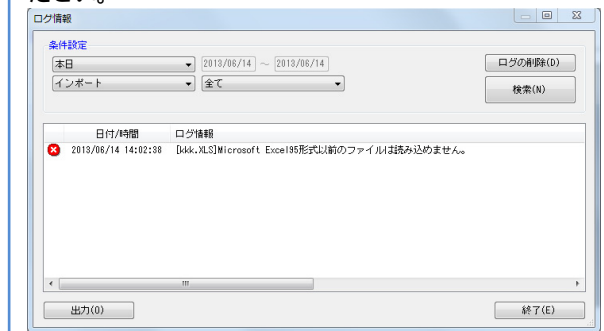 ださい。
ログ情報
条件設定
本日 2013/06/14 ～ 2013/06/14 ログの削除(D)
インポート 全て 検索(N)
日付/時間 ログ情報
2013/06/14 14:02:38 [kkk.XLS]Microsoft Excel95形式以前のファイルは読み込めません。
出力(O) 終了(E)